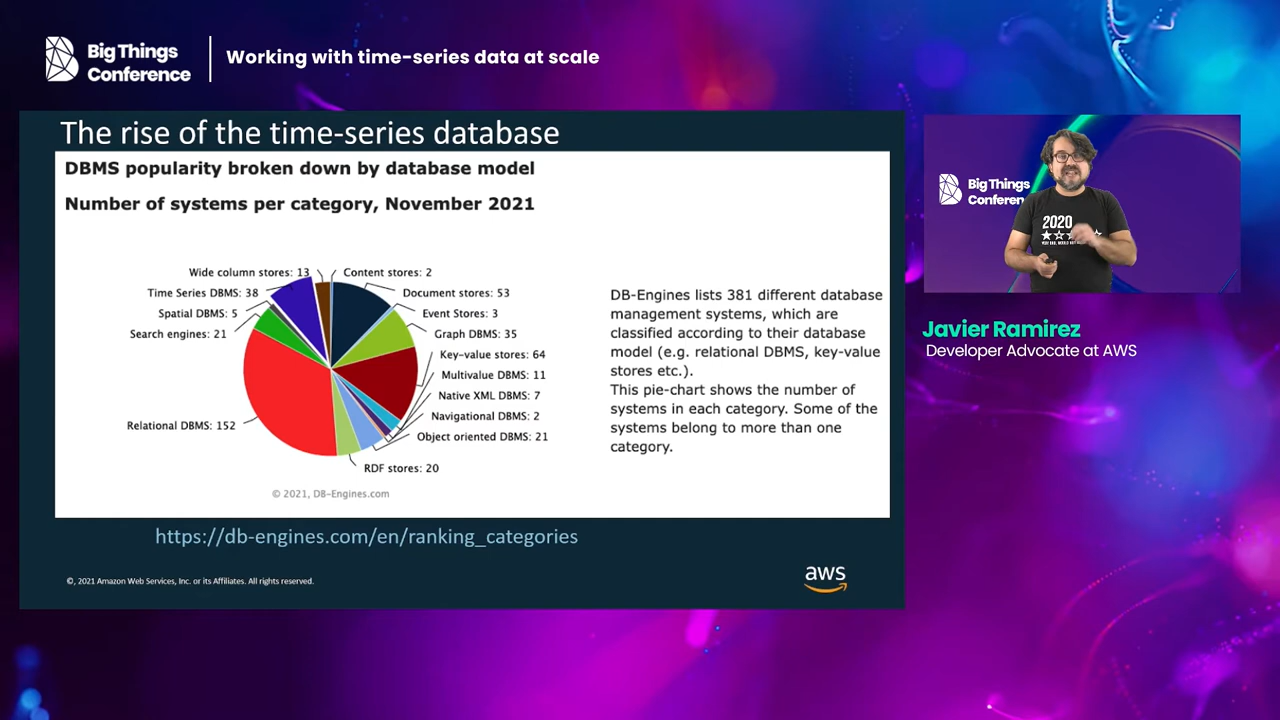 Big Things
Conference
Working with time-series data at scale
The rise of the time-series database
DBMS popularity broken down by database model
Number of systems per category, November 2021
Wide column stores: 13
Content stores: 2
Time Series DBMS: 38
Document stores: 53
Spatial DBMS: 5
Event Stores: 3
Search engines: 21
Graph DBMS: 35
Key-value stores: 64
Multivalue DBMS: 11
Native XML DBMS: 7
Navigational DBMS: 2
Relational DBMS: 152
Object oriented DBMS: 21
RDF stores: 20
© 2021, DB-Engines.com
DB-Engines lists 381 different database
management systems, which are
classified according to their database
model (e.g. relational DBMS, key-value
stores etc.).
This pie-chart shows the number of
systems in each category. Some of the
systems belong to more than one
category.
https://db-engines.com/en/ranking_categories
©, 2021 Amazon Web Services, Inc. or its Affiliates. All rights reserved.
aws
Big Things
Conferen
2020
Javier Ramirez
Developer Advocate at AWS